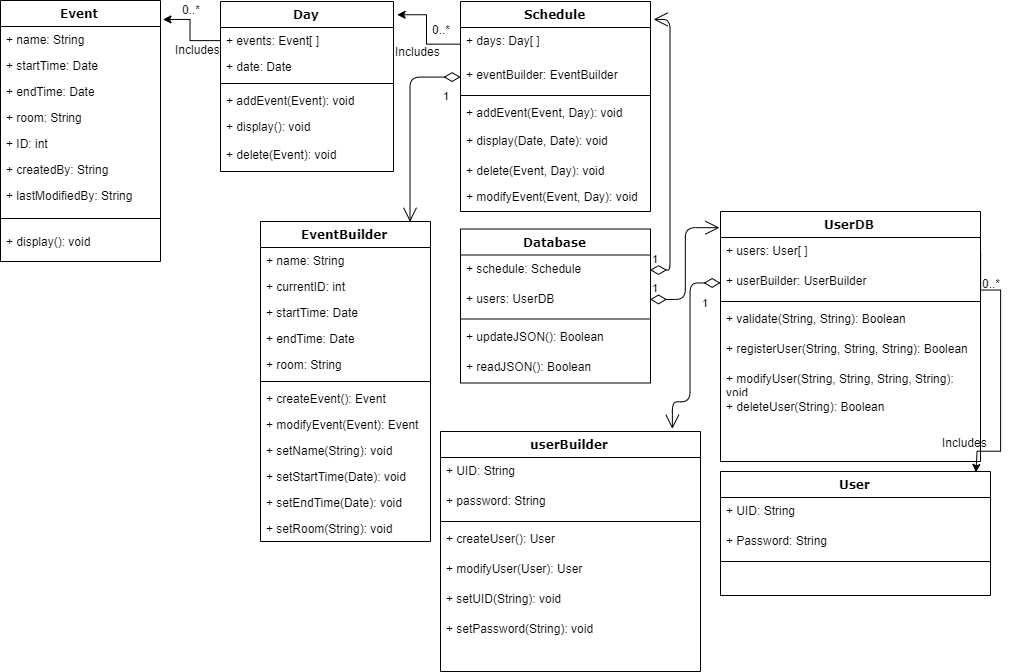 Event
+ name: String
+ startTime: Date
+ endTime: Date
+ room: String
+ ID: int
+ createdBy: String
+ lastModifiedBy: String
+ display(): void
0..*
Includes
Day
+ events: Event[ ]
+ date: Date
+ addEvent(Event): void
+ display(): void
+ delete(Event): void
0..*
Includes
Schedule
+ days: Day[ ]
+ eventBuilder: EventBuilder
+ addEvent(Event, Day): void
+ display(Date, Date): void
+ delete(Event, Day): void
+ modifyEvent(Event, Day): void
1
EventBuilder
+ name: String
+ currentID: int
+ startTime: Date
+ endTime: Date
+ room: String
+ createEvent(): Event
+ modifyEvent(Event): Event
+ setName(String): void
+ setStartTime(Date): void
+ setEndTime(Date): void
+ setRoom(String): void
Database
+ schedule: Schedule
+ users: UserDB
+ updateJSON(): Boolean
+ readJSON(): Boolean
1
1
UserDB
+ users: User[ ]
+ userBuilder: UserBuilder
+ validate(String, String): Boolean
+ registerUser(String, String, String): Boolean
+ modifyUser(String, String, String, String):
void
+ deleteUser(String): Boolean
1
0..*
Includes
userBuilder
+ UID: String
+ password: String
+ createUser(): User
+ modifyUser(User): User
+ setUID(String): void
+ setPassword(String): void
User
+ UID: String
+ Password: String